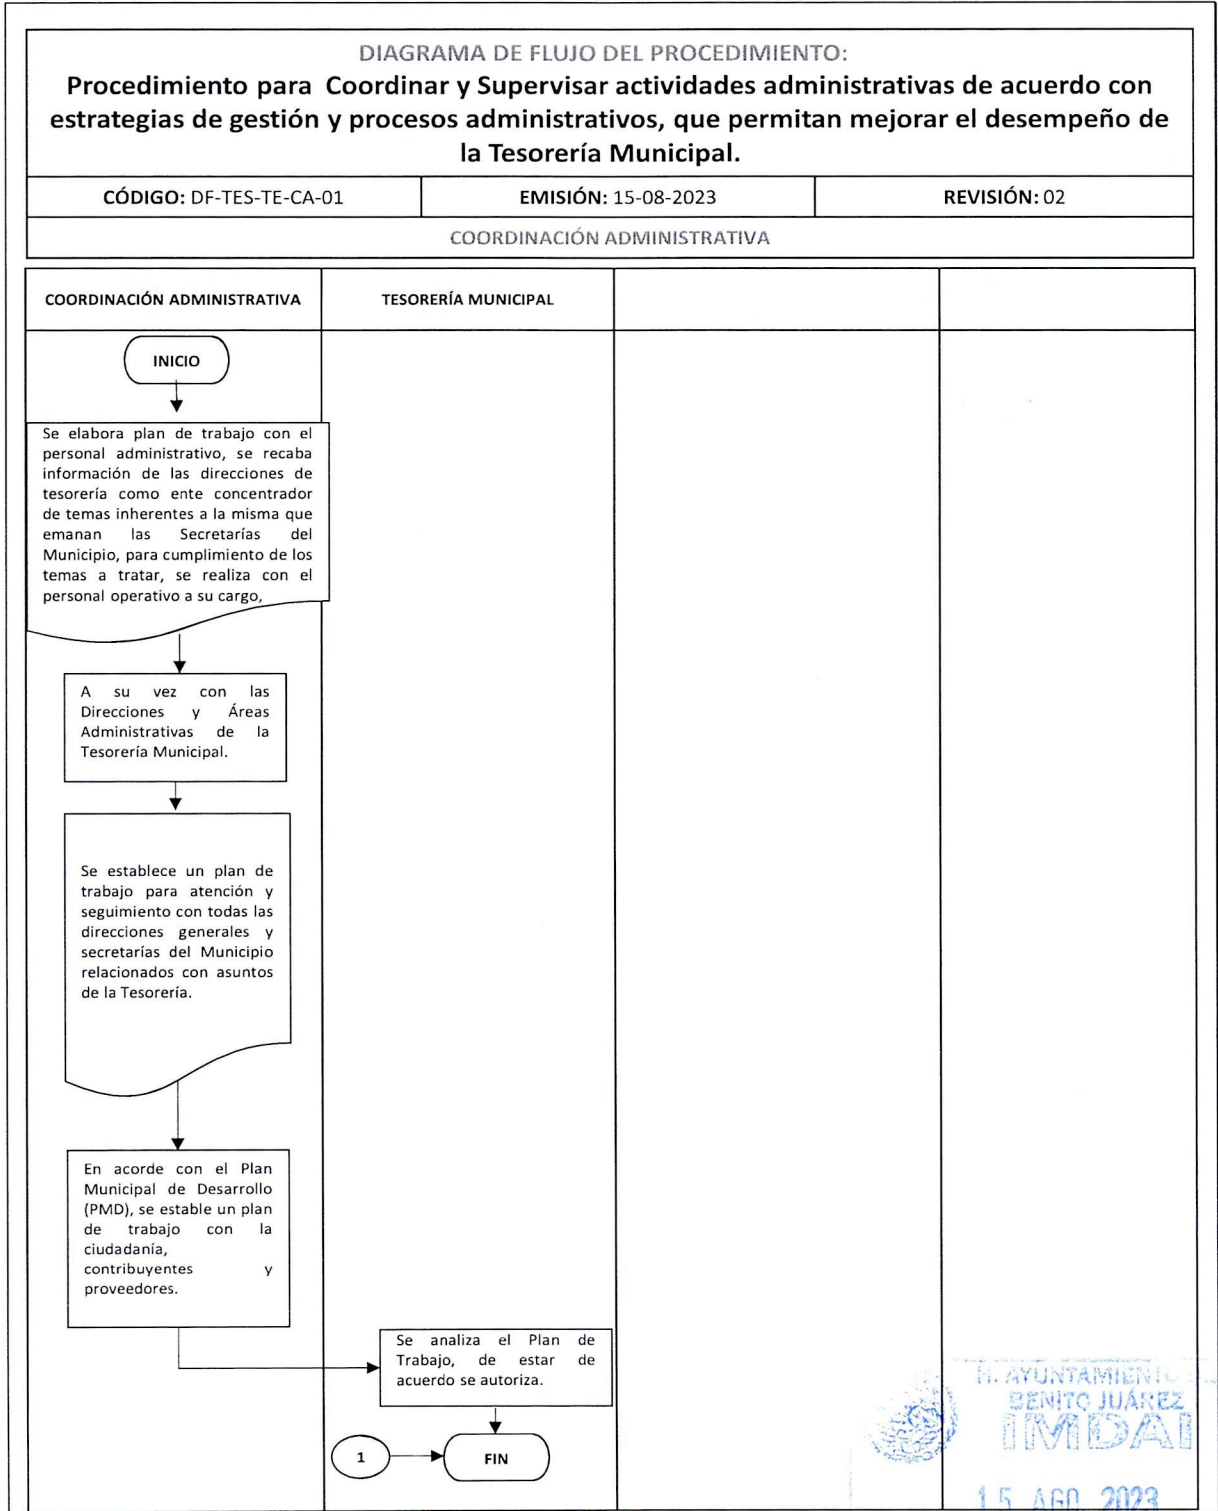 DIAGRAMA DE FLUJO DEL PROCEDIMIENTO:
Procedimiento para Coordinar y Supervisar actividades administrativas de acuerdo con
estrategias de gestión y procesos administrativos, que permitan mejorar el desempeño de
la Tesorería Municipal.
CÓDIGO: DF-TES-TE-CA-01
EMISIÓN: 15-08-2023
REVISIÓN: 02
COORDINACIÓN ADMINISTRATIVA
COORDINACIÓN ADMINISTRATIVA
TESORERÍA MUNICIPAL
INICIO
Se elabora plan de trabajo con el
personal administrativo, se recaba
información de las direcciones de
tesorería como ente concentrador
de temas inherentes a la misma que
emanan las Secretarías del
Municipio, para cumplimiento de los
temas a tratar, se realiza con el
personal operativo a su cargo,
A su vez con las
Direcciones y Áreas
Administrativas de la
Tesorería Municipal.
Se establece un plan de
trabajo para atención y
seguimiento con todas las
direcciones generales y
secretarías del Municipio
relacionados con asuntos
de la Tesorería.
En acorde con el Plan
Municipal de Desarrollo
(PMD), se estable un plan
de trabajo con la
ciudadanía,
contribuyentes y
proveedores.
Se analiza el Plan de
Trabajo, de estar de
acuerdo se autoriza.
1
FIN
H. AYUNTAMIENTO
BENITO JUÁREZ
IMDAI
15 AGO 2023